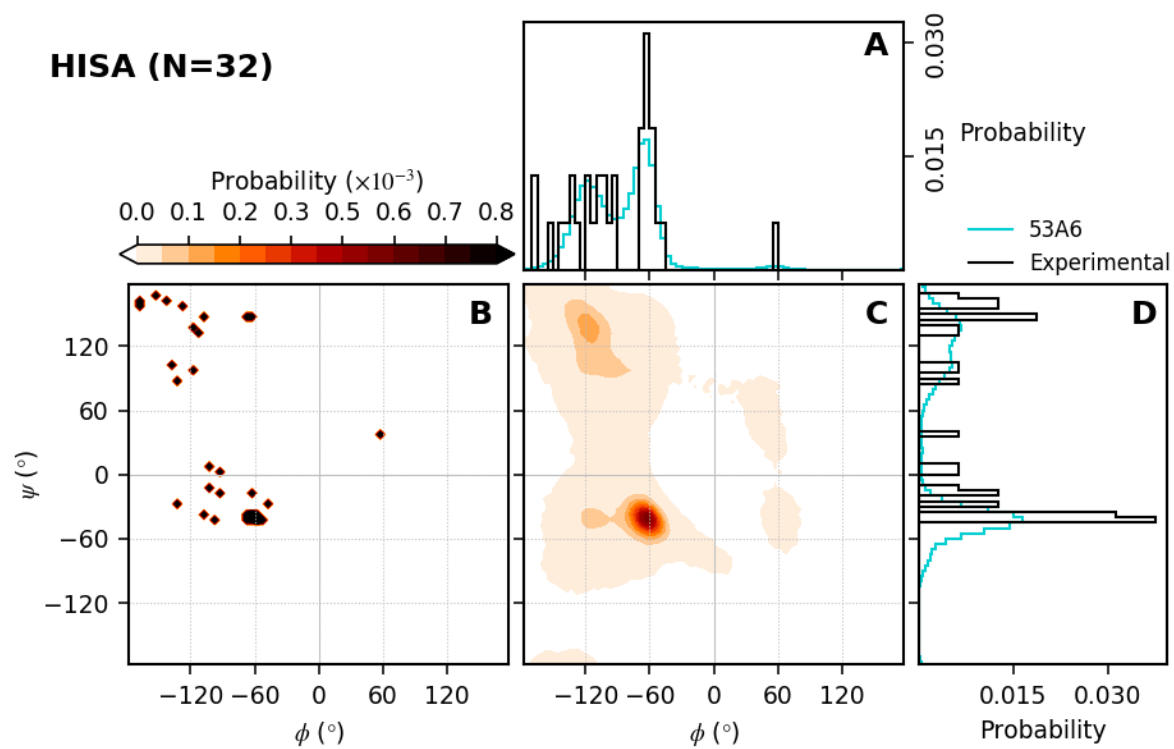 HISA (N=32)
A
0.030
0.015
Probability
Probability (×10⁻³)
0.0 0.1 0.2 0.3 0.5 0.6 0.7 0.8
53A6
Experimental
B
C
D
120
60
0
−60
−120
ψ (°)
−120 −60 0 60 120
−120 −60 0 60 120
0.015 0.030
ϕ (°)
ϕ (°)
Probability